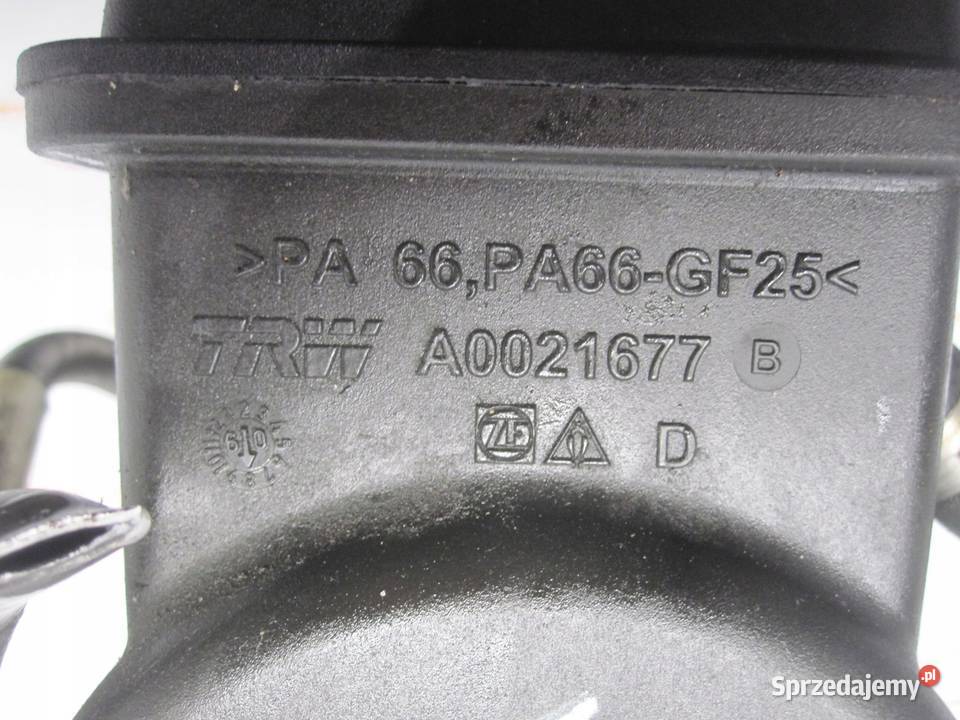 >PA 66,PA66-GF25<
TRW A0021677 B
ZF D
Sprzedajemy.pl